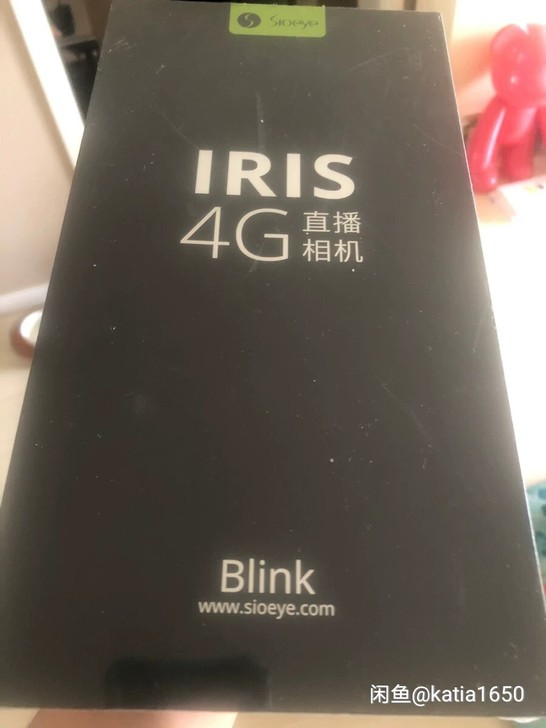 Sioeye
IRIS
4G 直播
相机
Blink
www.sioeye.com
闲鱼@katia1650